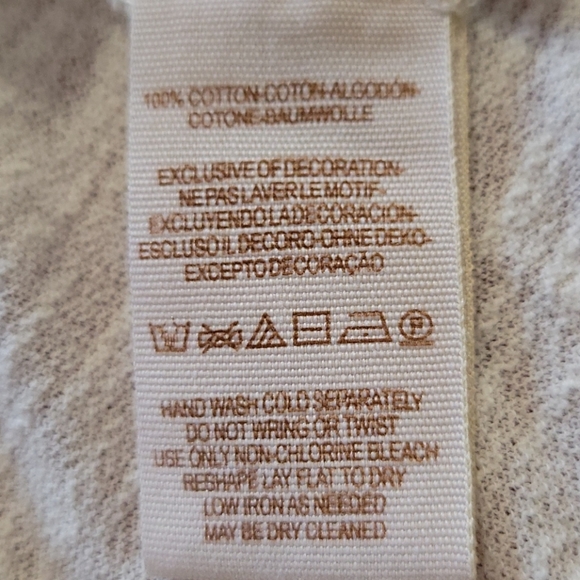 100% COTTON-COTON-ALGODÓN-
COTONE-BAUMWOLLE
EXCLUSIVE OF DECORATION-
NE PAS LAVER LE MOTIF-
EXCLUYENDO LA DECORACIÓN-
ESCLUSO IL DECORO-OHNE DEKO-
EXCEPTO DECORAÇÃO
HAND WASH COLD SEPARATELY
DO NOT WRING OR TWIST
USE ONLY NON-CHLORINE BLEACH
RESHAPE LAY FLAT TO DRY
LOW IRON AS NEEDED
MAY BE DRY CLEANED